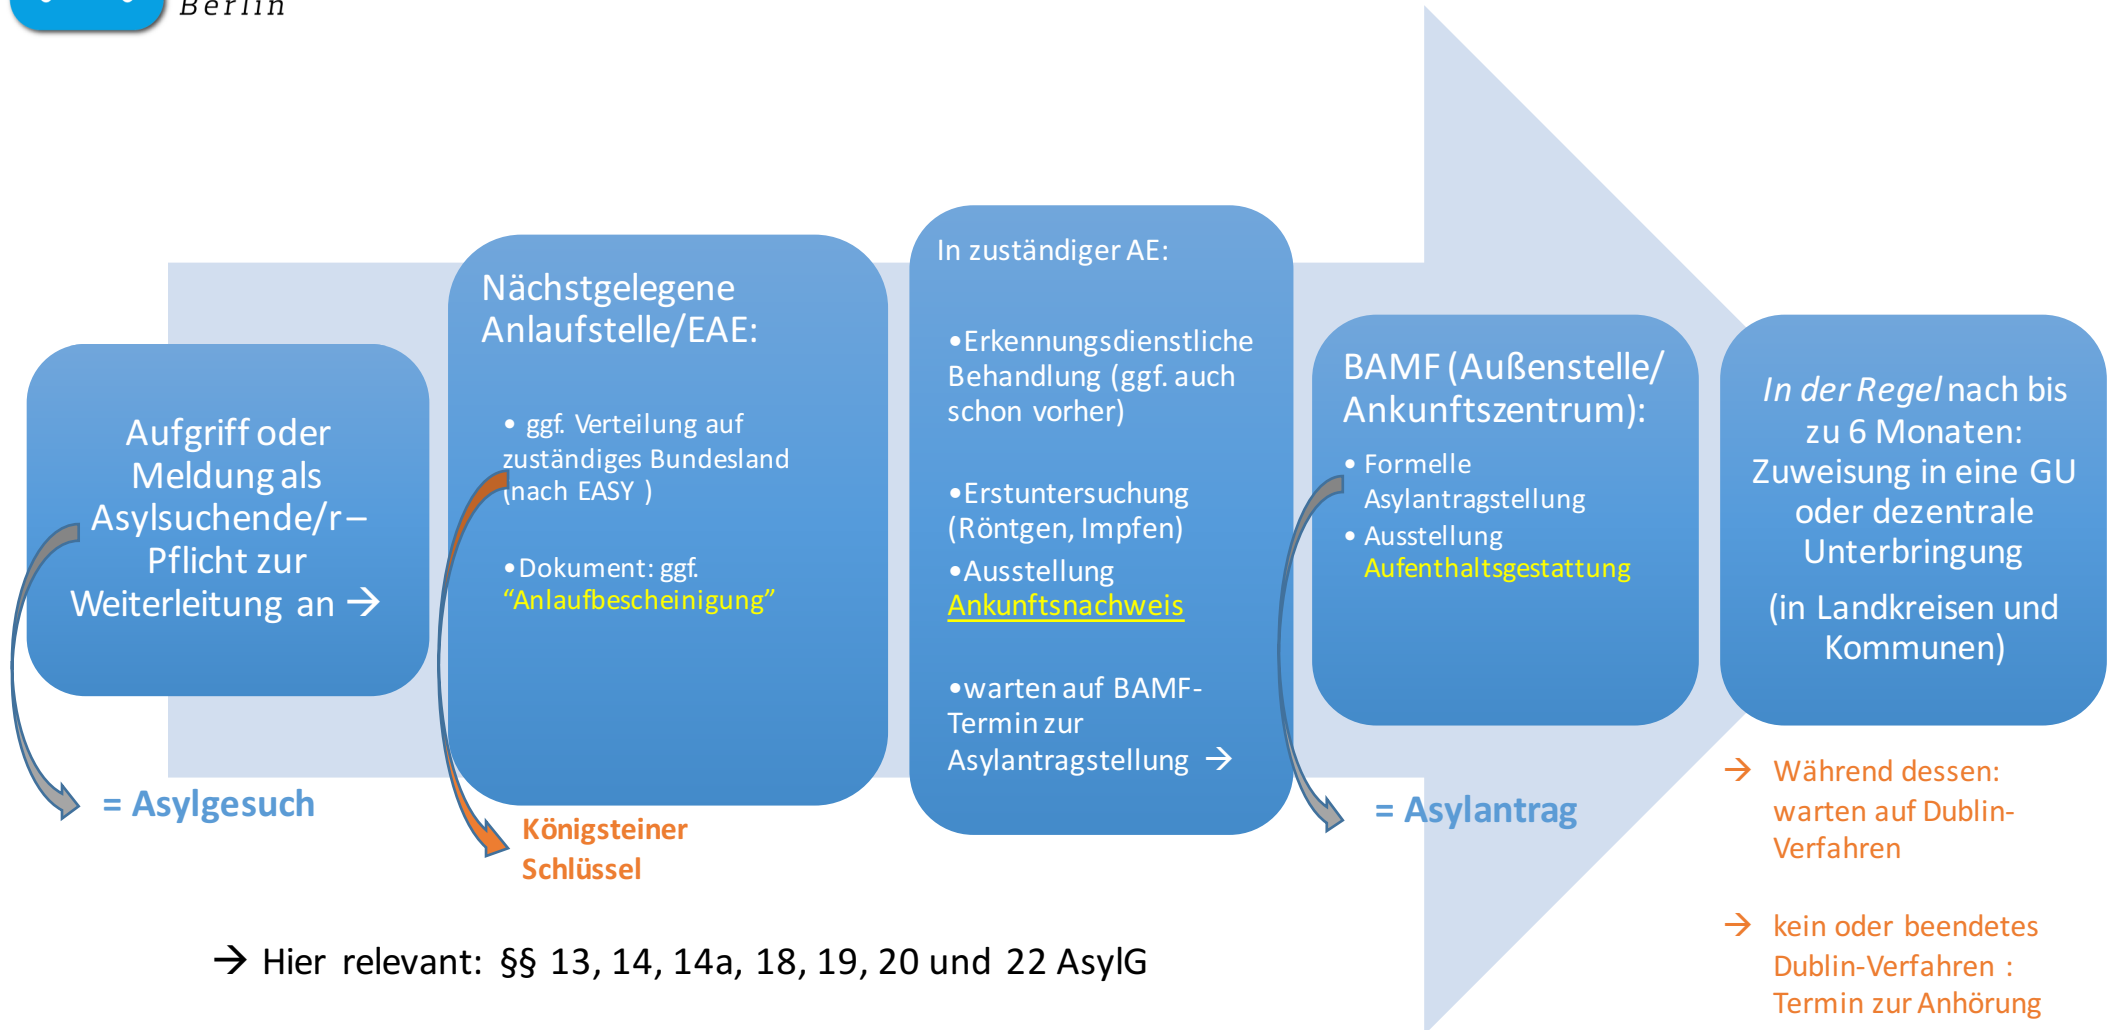 Berlin
Aufgriff oder
Meldung als
Asylsuchende/r –
Pflicht zur
Weiterleitung an →
= Asylgesuch
Nächstgelegene
Anlaufstelle/EAE:
• ggf. Verteilung auf
zuständiges Bundesland
(nach EASY )
•Dokument: ggf.
“Anlaufbescheinigung”
Königsteiner
Schlüssel
In zuständiger AE:
•Erkennungsdienstliche
Behandlung (ggf. auch
schon vorher)
•Erstuntersuchung
(Röntgen, Impfen)
•Ausstellung
Ankunftsnachweis
•warten auf BAMF-
Termin zur
Asylantragstellung →
BAMF (Außenstelle/
Ankunftszentrum):
• Formelle
Asylantragstellung
• Ausstellung
Aufenthaltsgestattung
= Asylantrag
In der Regel nach bis
zu 6 Monaten:
Zuweisung in eine GU
oder dezentrale
Unterbringung
(in Landkreisen und
Kommunen)
→ Während dessen:
warten auf Dublin-
Verfahren
→ kein oder beendetes
Dublin-Verfahren :
Termin zur Anhörung
→ Hier relevant: §§ 13, 14, 14a, 18, 19, 20 und 22 AsylG